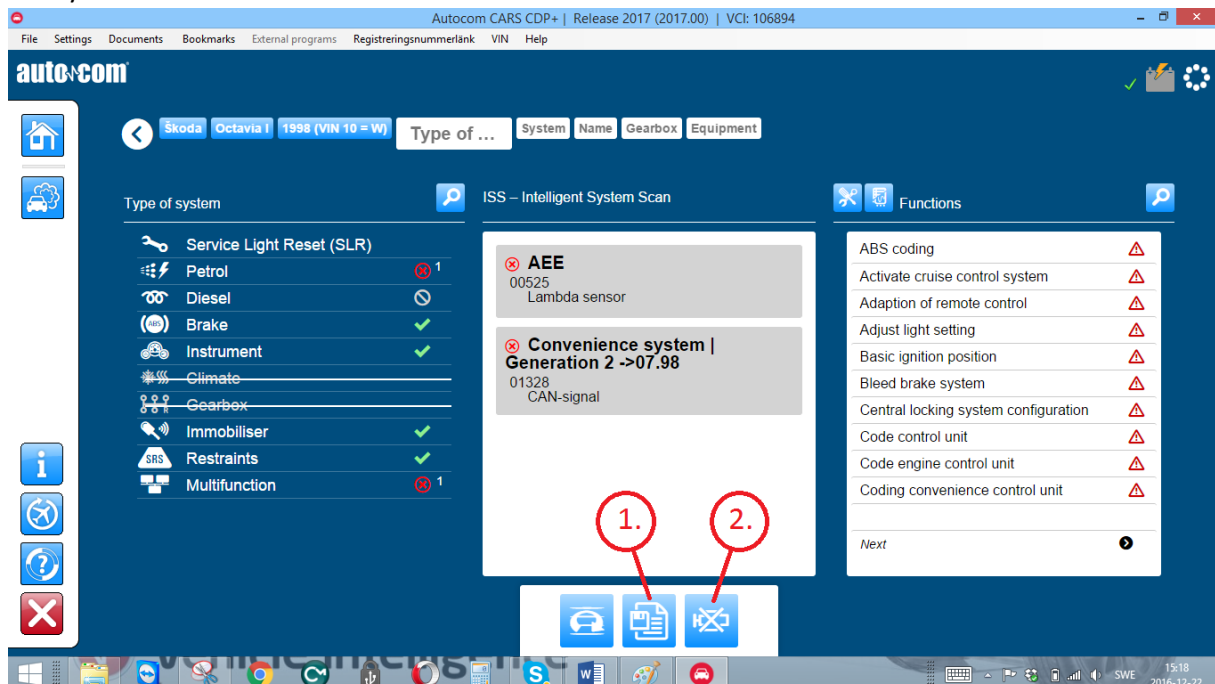 Autocom CARS CDP+ | Release 2017 (2017.00) | VCI: 106894
File Settings Documents Bookmarks External programs Registreringsnummerlänk VIN Help
autocom
Škoda Octavia I 1998 (VIN 10 = W) Type of ... System Name Gearbox Equipment
Type of system
Service Light Reset (SLR)
Petrol 1
Diesel
ABS Brake
Instrument
Climate
Gearbox
Immobiliser
SRS Restraints
Multifunction 1
ISS – Intelligent System Scan
AEE
00525
Lambda sensor
Convenience system |
Generation 2 ->07.98
01328
CAN-signal
Functions
ABS coding
Activate cruise control system
Adaption of remote control
Adjust light setting
Basic ignition position
Bleed brake system
Central locking system configuration
Code control unit
Code engine control unit
Coding convenience control unit
Next
1. 2.
SWE 15:18
2016-12-22